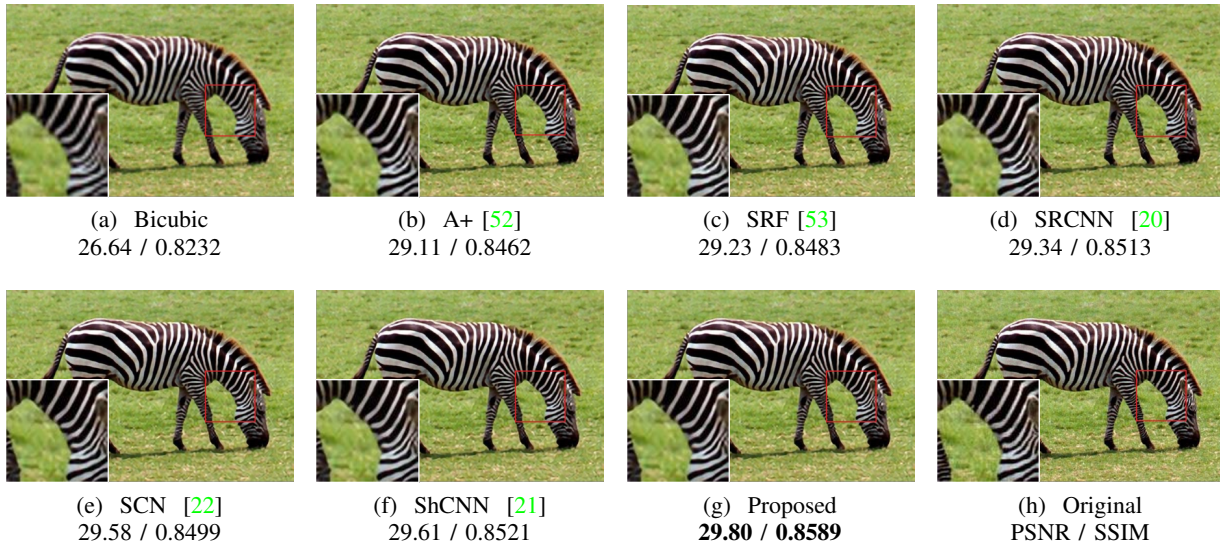 (a) Bicubic
26.64 / 0.8232
(b) A+ [52]
29.11 / 0.8462
(c) SRF [53]
29.23 / 0.8483
(d) SRCNN [20]
29.34 / 0.8513
(e) SCN [22]
29.58 / 0.8499
(f) ShCNN [21]
29.61 / 0.8521
(g) Proposed
29.80 / 0.8589
(h) Original
PSNR / SSIM